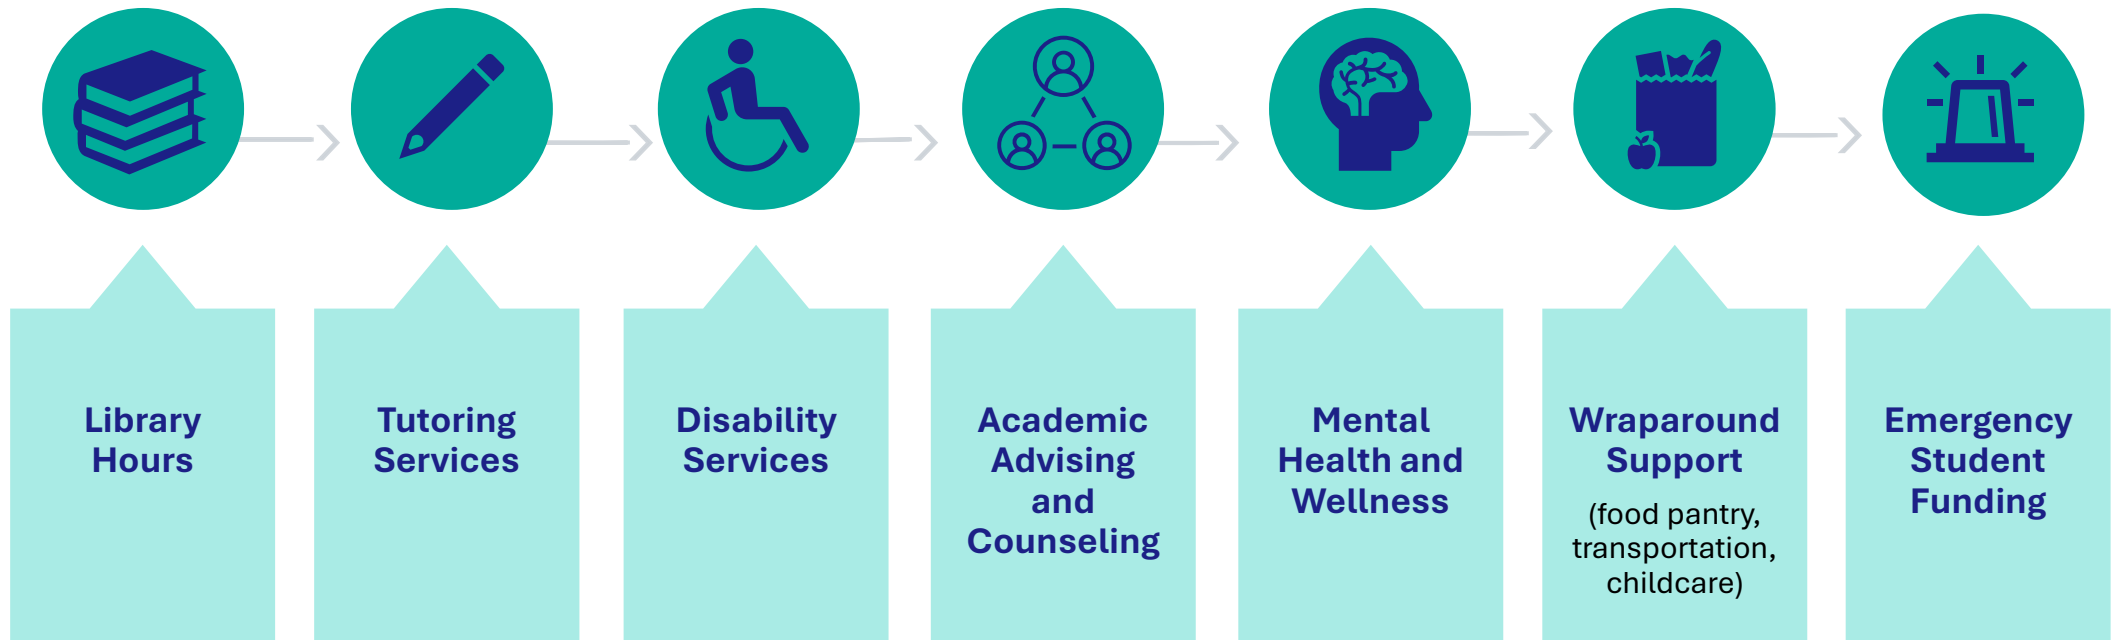 Library
Hours
Tutoring
Services
Disability
Services
Academic
Advising
and
Counseling
Mental
Health and
Wellness
Wraparound
Support
(food pantry,
transportation,
childcare)
Emergency
Student
Funding